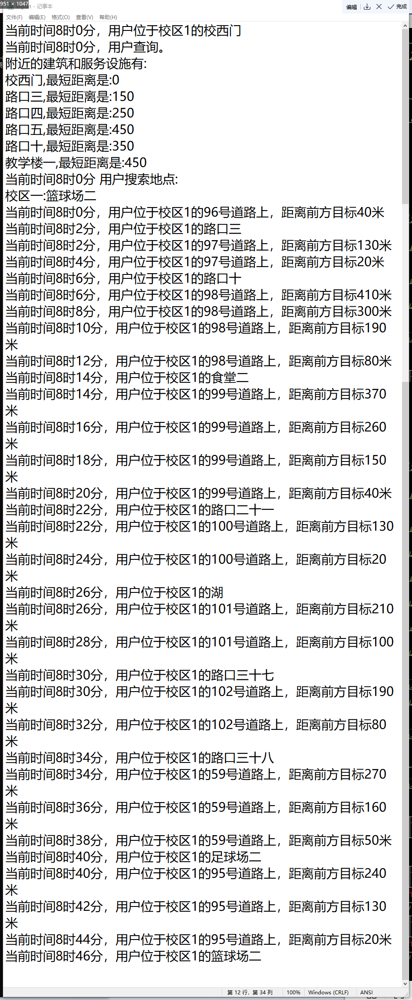 951 × 1047
log.txt - 记事本
编辑
完成
文件(F) 编辑(E) 格式(O) 查看(V) 帮助(H)
当前时间8时0分，用户位于校区1的校西门
当前时间8时0分，用户查询。
附近的建筑和服务设施有:
校西门,最短距离是:0
路口三,最短距离是:150
路口四,最短距离是:250
路口五,最短距离是:450
路口十,最短距离是:350
教学楼一,最短距离是:450
当前时间8时0分 用户搜索地点:
校区一:篮球场二
当前时间8时0分，用户位于校区1的96号道路上，距离前方目标40米
当前时间8时2分，用户位于校区1的路口三
当前时间8时2分，用户位于校区1的97号道路上，距离前方目标130米
当前时间8时4分，用户位于校区1的97号道路上，距离前方目标20米
当前时间8时6分，用户位于校区1的路口十
当前时间8时6分，用户位于校区1的98号道路上，距离前方目标410米
当前时间8时8分，用户位于校区1的98号道路上，距离前方目标300米
当前时间8时10分，用户位于校区1的98号道路上，距离前方目标190
米
当前时间8时12分，用户位于校区1的98号道路上，距离前方目标80米
当前时间8时14分，用户位于校区1的食堂二
当前时间8时14分，用户位于校区1的99号道路上，距离前方目标370
米
当前时间8时16分，用户位于校区1的99号道路上，距离前方目标260
米
当前时间8时18分，用户位于校区1的99号道路上，距离前方目标150
米
当前时间8时20分，用户位于校区1的99号道路上，距离前方目标40米
当前时间8时22分，用户位于校区1的路口二十一
当前时间8时22分，用户位于校区1的100号道路上，距离前方目标130
米
当前时间8时24分，用户位于校区1的100号道路上，距离前方目标20
米
当前时间8时26分，用户位于校区1的湖
当前时间8时26分，用户位于校区1的101号道路上，距离前方目标210
米
当前时间8时28分，用户位于校区1的101号道路上，距离前方目标100
米
当前时间8时30分，用户位于校区1的路口三十七
当前时间8时30分，用户位于校区1的102号道路上，距离前方目标190
米
当前时间8时32分，用户位于校区1的102号道路上，距离前方目标80
米
当前时间8时34分，用户位于校区1的路口三十八
当前时间8时34分，用户位于校区1的59号道路上，距离前方目标270
米
当前时间8时36分，用户位于校区1的59号道路上，距离前方目标160
米
当前时间8时38分，用户位于校区1的59号道路上，距离前方目标50米
当前时间8时40分，用户位于校区1的足球场二
当前时间8时40分，用户位于校区1的95号道路上，距离前方目标240
米
当前时间8时42分，用户位于校区1的95号道路上，距离前方目标130
米
当前时间8时44分，用户位于校区1的95号道路上，距离前方目标20米
当前时间8时46分，用户位于校区1的篮球场二
第 12 行，第 34 列 100% Windows (CRLF) ANSI